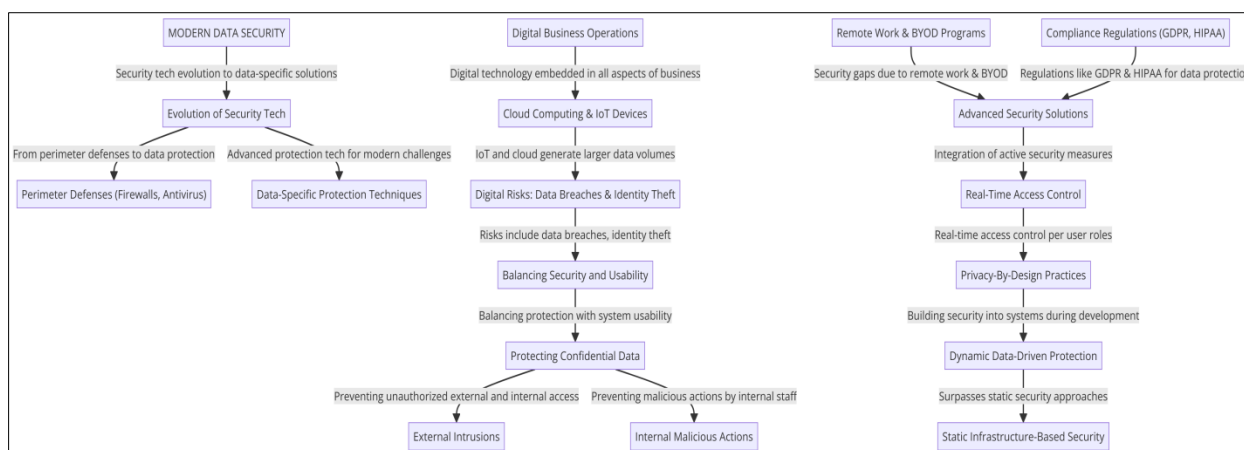 MODERN DATA SECURITY
Security tech evolution to data-specific solutions
Evolution of Security Tech
From perimeter defenses to data protection
Advanced protection tech for modern challenges
Perimeter Defenses (Firewalls, Antivirus)
Data-Specific Protection Techniques
Digital Business Operations
Digital technology embedded in all aspects of business
Cloud Computing & IoT Devices
IoT and cloud generate larger data volumes
Digital Risks: Data Breaches & Identity Theft
Risks include data breaches, identity theft
Balancing Security and Usability
Balancing protection with system usability
Protecting Confidential Data
Preventing unauthorized external and internal access
Preventing malicious actions by internal staff
External Intrusions
Internal Malicious Actions
Remote Work & BYOD Programs
Compliance Regulations (GDPR, HIPAA)
Security gaps due to remote work & BYOD
Regulations like GDPR & HIPAA for data protectio
Advanced Security Solutions
Integration of active security measures
Real-Time Access Control
Real-time access control per user roles
Privacy-By-Design Practices
Building security into systems during development
Dynamic Data-Driven Protection
Surpasses static security approaches
Static Infrastructure-Based Security